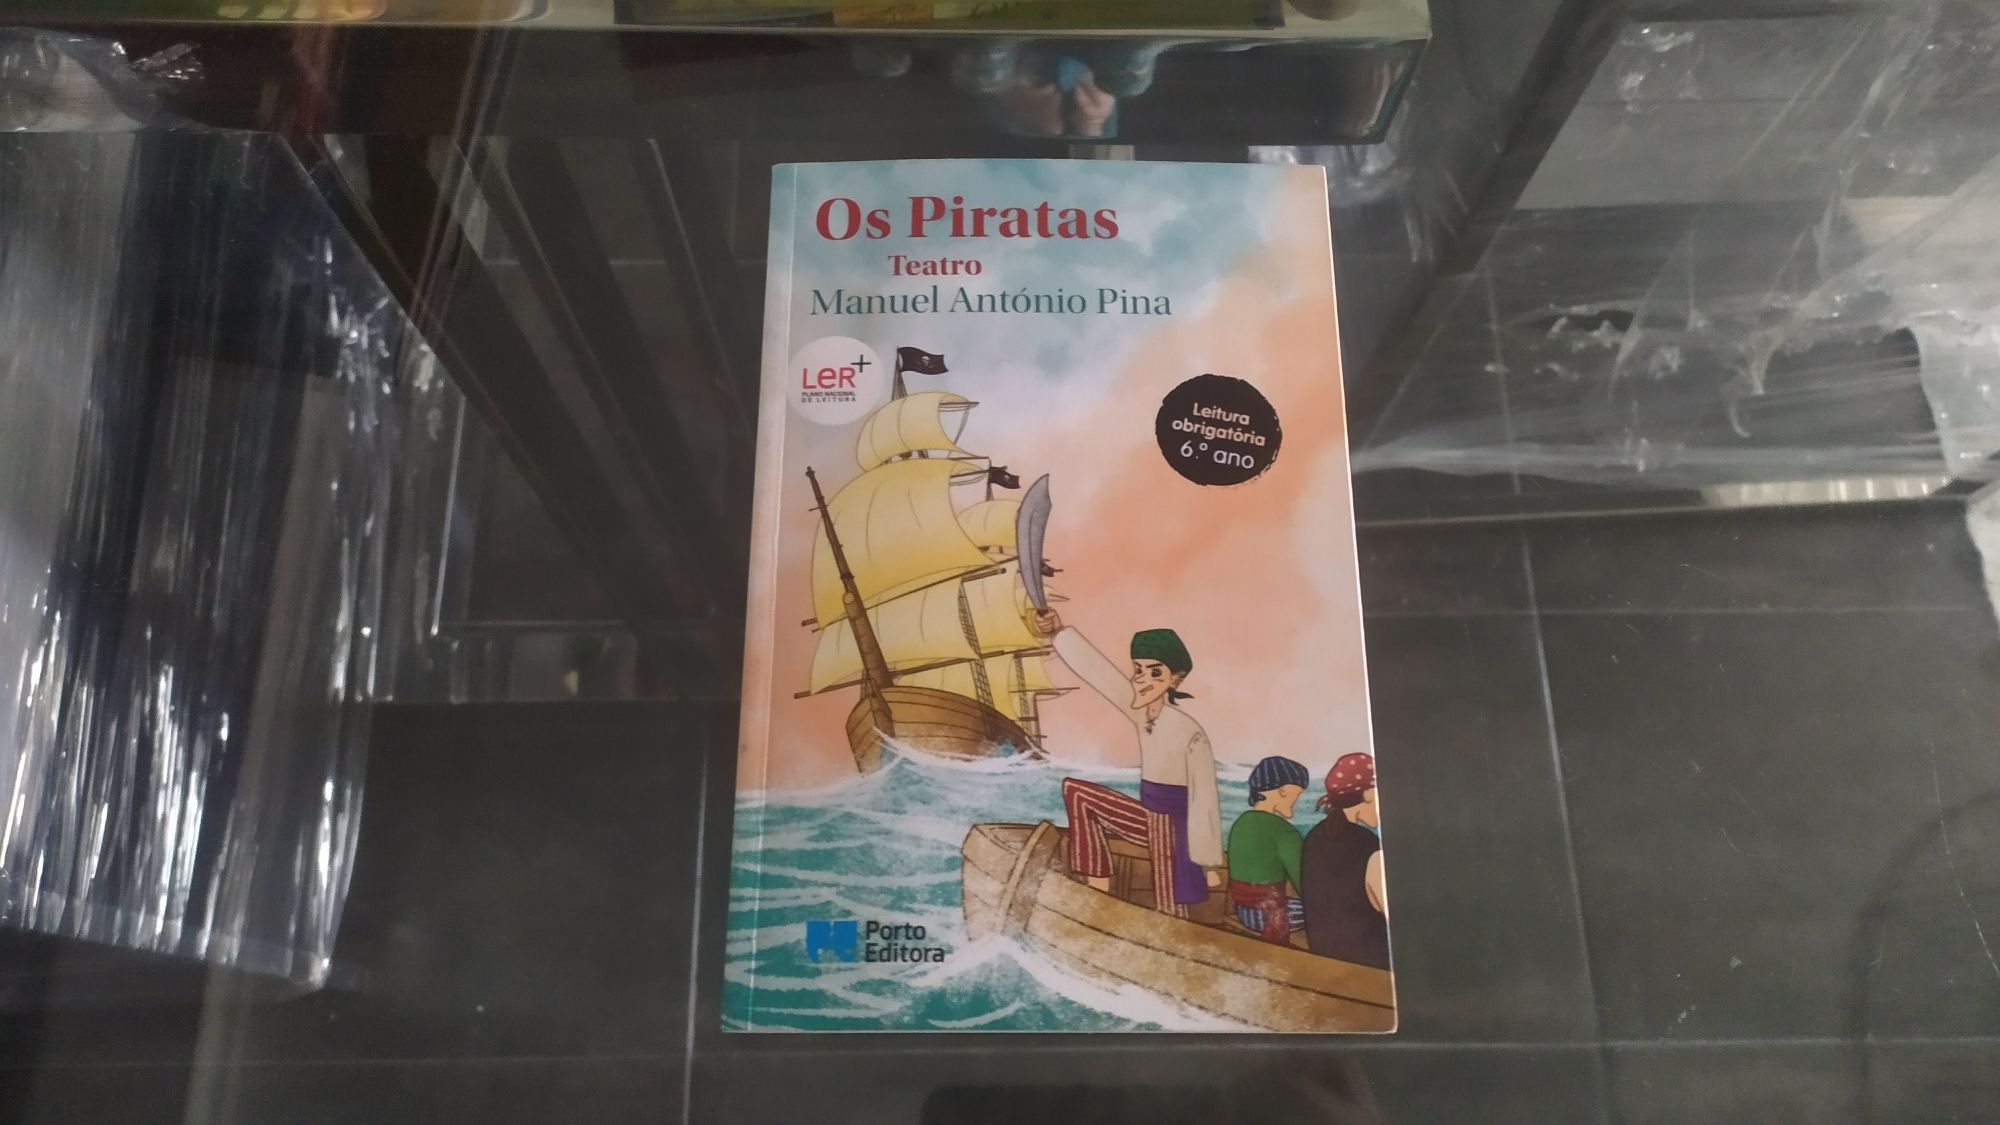 Os Piratas
Teatro
Manuel António Pina
LeR+
PLANO NACIONAL
DE LEITURA
Leitura
obrigatória
6.º ano
Porto
Editora